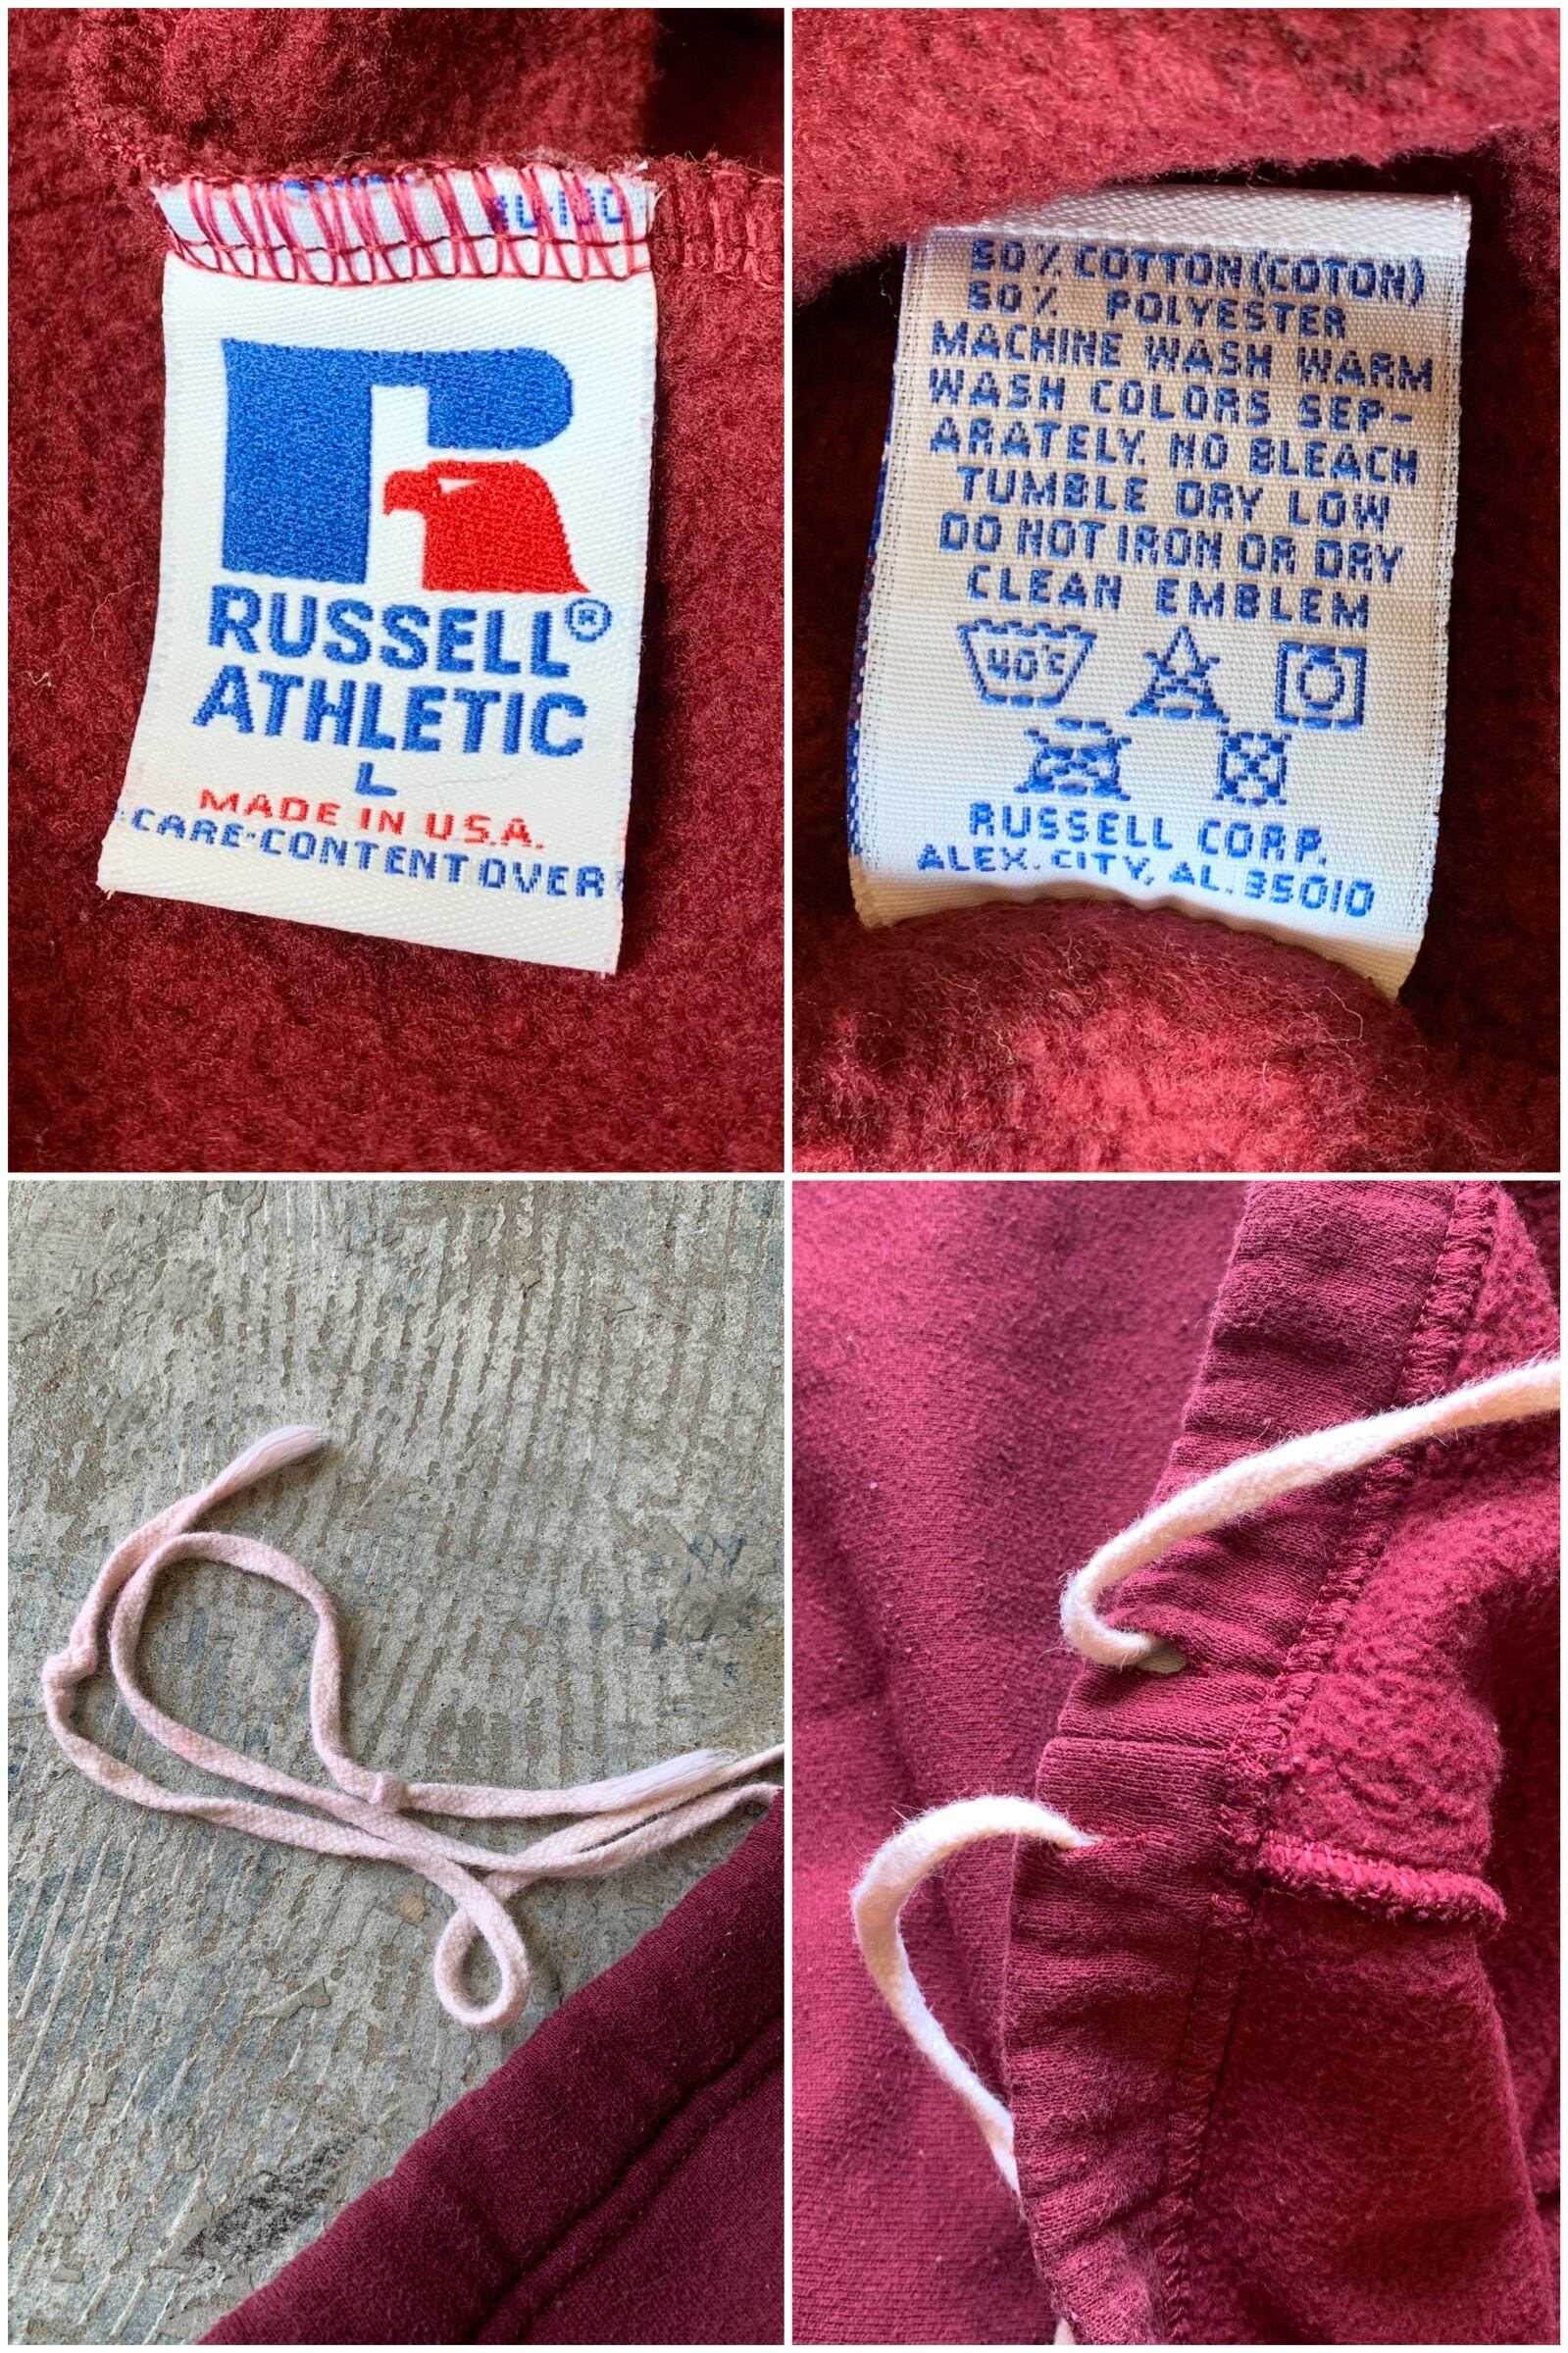 RUSSELL®
ATHLETIC
L
MADE IN U.S.A.
CARE-CONTENT OVER
50% COTTON (COTON)
50% POLYESTER
MACHINE WASH WARM
WASH COLORS SEP-
ARATELY. NO BLEACH
TUMBLE DRY LOW
DO NOT IRON OR DRY
CLEAN EMBLEM
40°C
RUSSELL CORP.
ALEX. CITY, AL. 35010